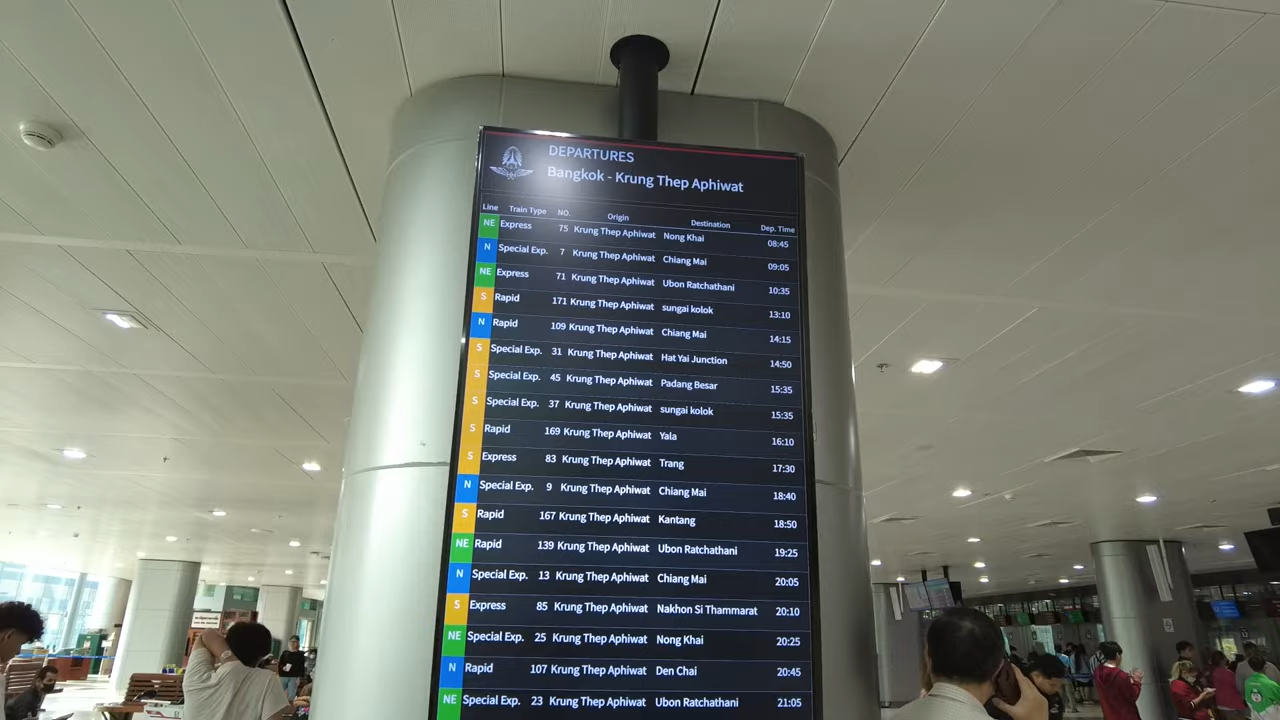 DEPARTURES
Bangkok - Krung Thep Aphiwat
Line Train Type NO. Origin Destination Dep. Time
NE Express 75 Krung Thep Aphiwat Nong Khai 08:45
N Special Exp. 7 Krung Thep Aphiwat Chiang Mai 09:05
NE Express 71 Krung Thep Aphiwat Ubon Ratchathani 10:35
S Rapid 171 Krung Thep Aphiwat sungai kolok 13:10
N Rapid 109 Krung Thep Aphiwat Chiang Mai 14:15
S Special Exp. 31 Krung Thep Aphiwat Hat Yai Junction 14:50
S Special Exp. 45 Krung Thep Aphiwat Padang Besar 15:35
S Special Exp. 37 Krung Thep Aphiwat sungai kolok 15:35
S Rapid 169 Krung Thep Aphiwat Yala 16:10
S Express 83 Krung Thep Aphiwat Trang 17:30
N Special Exp. 9 Krung Thep Aphiwat Chiang Mai 18:40
S Rapid 167 Krung Thep Aphiwat Kantang 18:50
NE Rapid 139 Krung Thep Aphiwat Ubon Ratchathani 19:25
N Special Exp. 13 Krung Thep Aphiwat Chiang Mai 20:05
S Express 85 Krung Thep Aphiwat Nakhon Si Thammarat 20:10
NE Special Exp. 25 Krung Thep Aphiwat Nong Khai 20:25
N Rapid 107 Krung Thep Aphiwat Den Chai 20:45
NE Special Exp. 23 Krung Thep Aphiwat Ubon Ratchathani 21:05